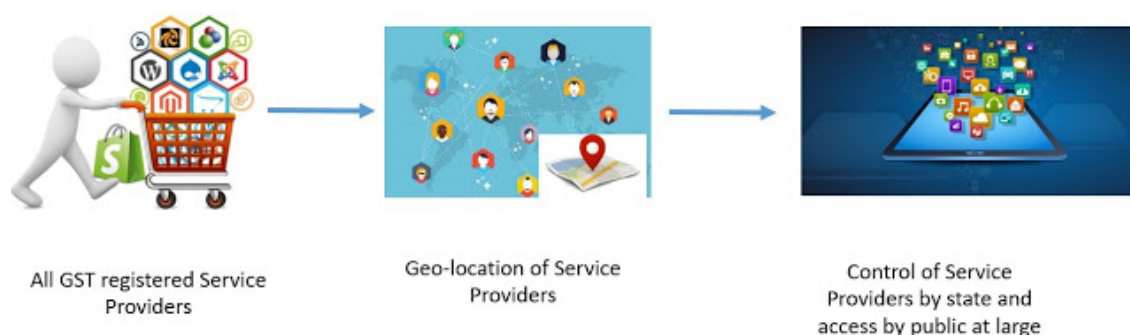 All GST registered Service
Providers
Geo-location of Service
Providers
Control of Service
Providers by state and
access by public at large